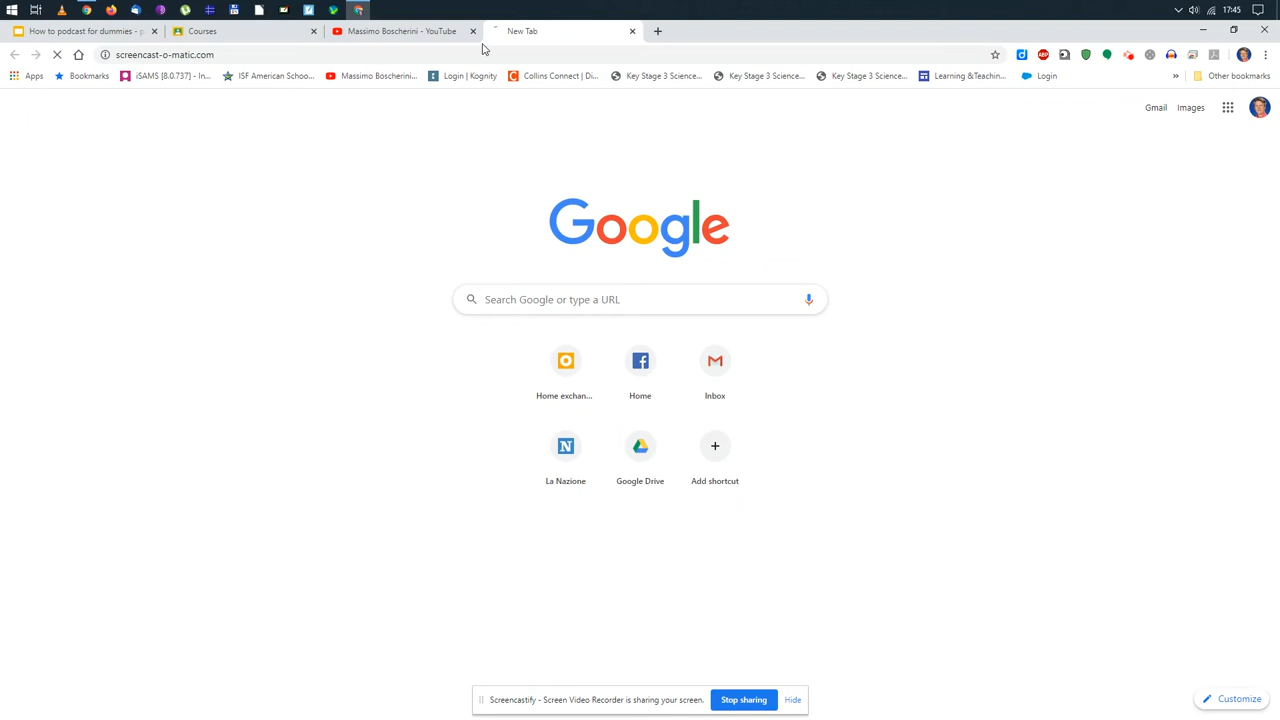 17:45
How to podcast for dummies - p
Courses
Massimo Boscherini - YouTube
New Tab
screencast-o-matic.com
Apps
Bookmarks
iSAMS [8.0.737] - In...
ISF American Schoo...
Massimo Boscherini...
Login | Kognity
Collins Connect | Di...
Key Stage 3 Science...
Key Stage 3 Science...
Key Stage 3 Science...
Learning &Teachin...
Login
»
Other bookmarks
Gmail
Images
Google
Search Google or type a URL
Home exchan...
Home
Inbox
La Nazione
Google Drive
Add shortcut
Screencastify - Screen Video Recorder is sharing your screen.
Stop sharing
Hide
Customize